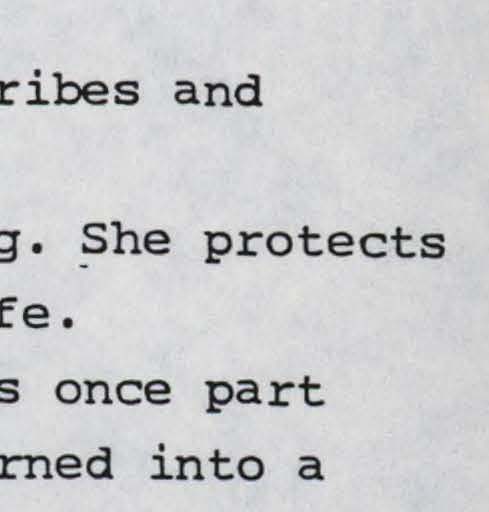 ribes and
g. She protects
fe.
s once part
rned into a